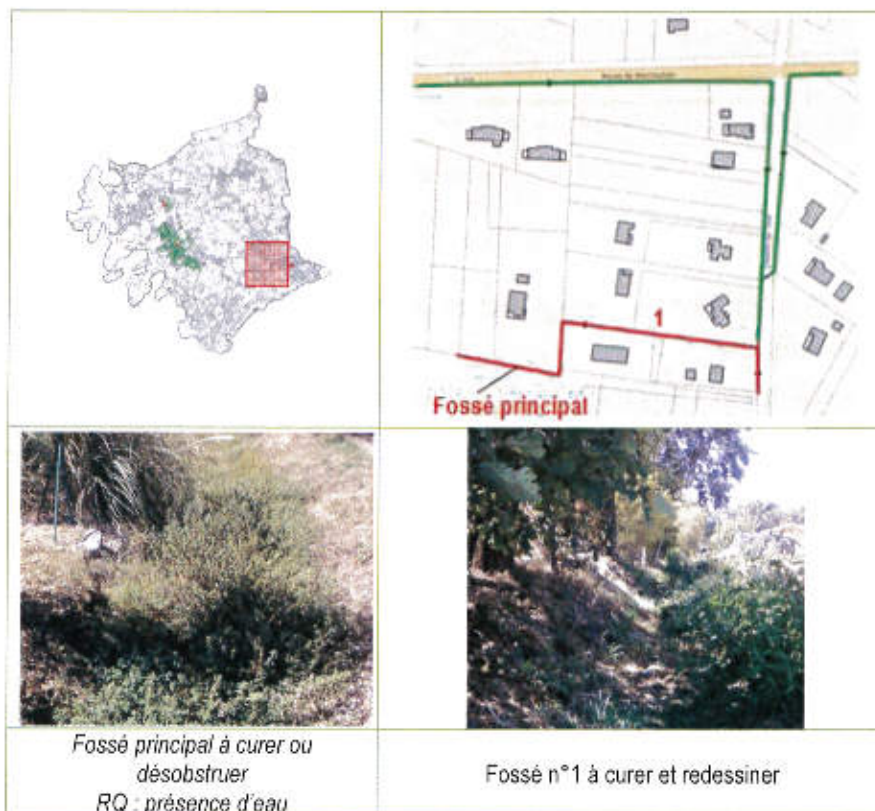 1
Fossé principal
Fossé principal à curer ou
désobstruer
RQ : présence d'eau
Fossé n°1 à curer et redessiner